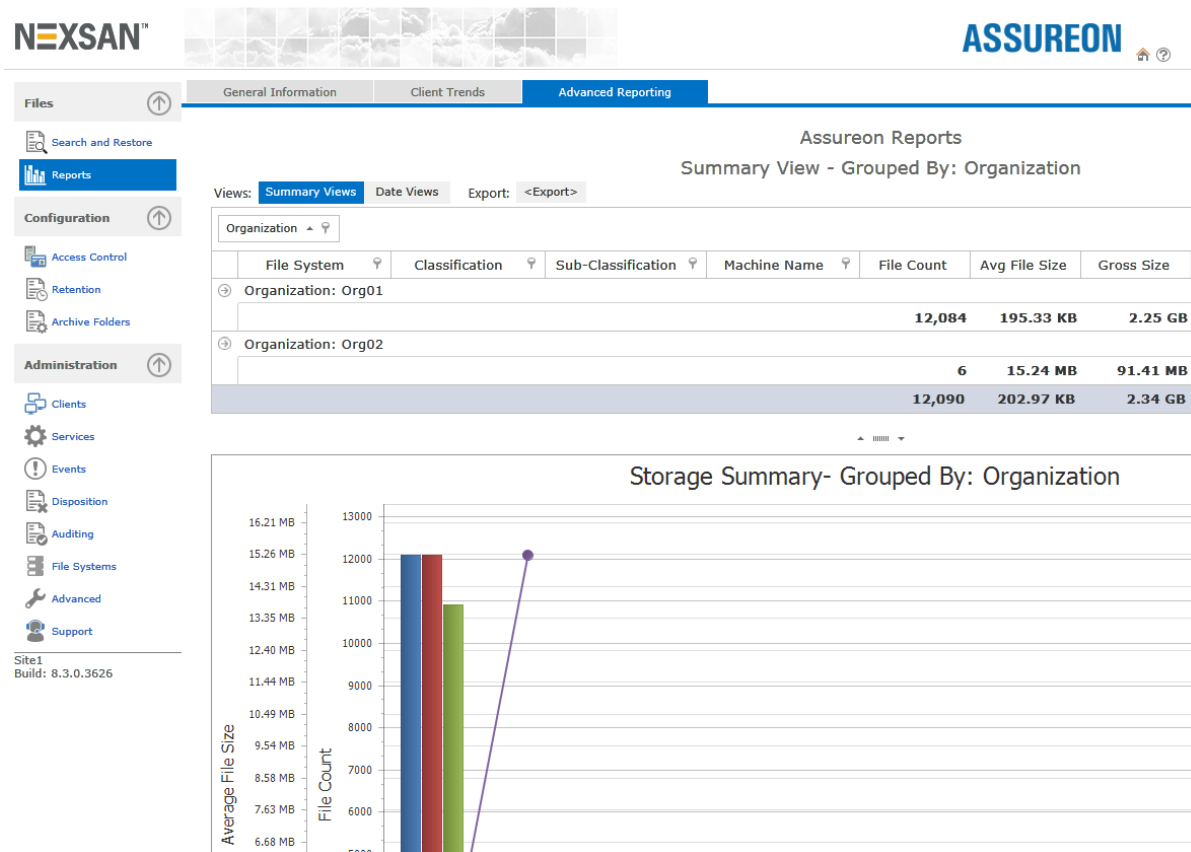 NEXSAN™
ASSUREON
Files
Search and Restore
Reports
Configuration
Access Control
Retention
Archive Folders
Administration
Clients
Services
Events
Disposition
Auditing
File Systems
Advanced
Support
Site1
Build: 8.3.0.3626
General Information Client Trends Advanced Reporting
Assureon Reports
Summary View - Grouped By: Organization
Views: Summary Views Date Views Export: <Export>
Organization
File System Classification Sub-Classification Machine Name File Count Avg File Size Gross Size
Organization: Org01
12,084 195.33 KB 2.25 GB
Organization: Org02
6 15.24 MB 91.41 MB
12,090 202.97 KB 2.34 GB
Storage Summary- Grouped By: Organization
Average File Size
16.21 MB
15.26 MB
14.31 MB
13.35 MB
12.40 MB
11.44 MB
10.49 MB
9.54 MB
8.58 MB
7.63 MB
6.68 MB
File Count
13000
12000
11000
10000
9000
8000
7000
6000